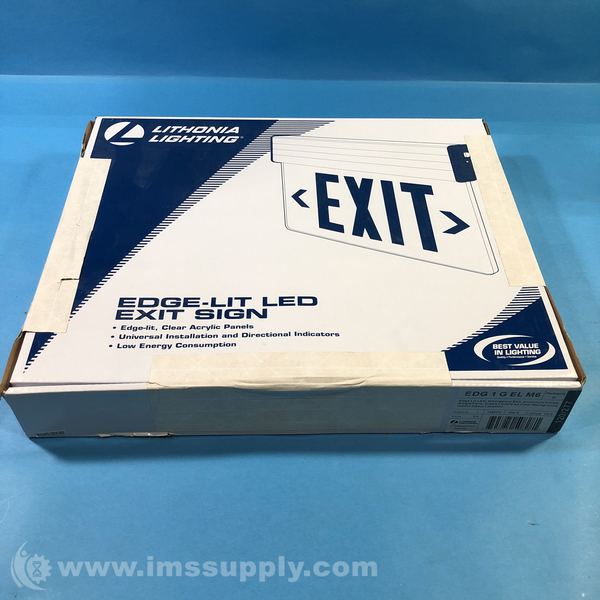 LITHONIA
LIGHTING®
<EXIT>
EDGE-LIT LED
EXIT SIGN
• Edge-lit, Clear Acrylic Panels
• Universal Installation and Directional Indicators
• Low Energy Consumption
BEST VALUE
IN LIGHTING
EDG 1 G EL M6
LITHONIA
www.imssupply.com